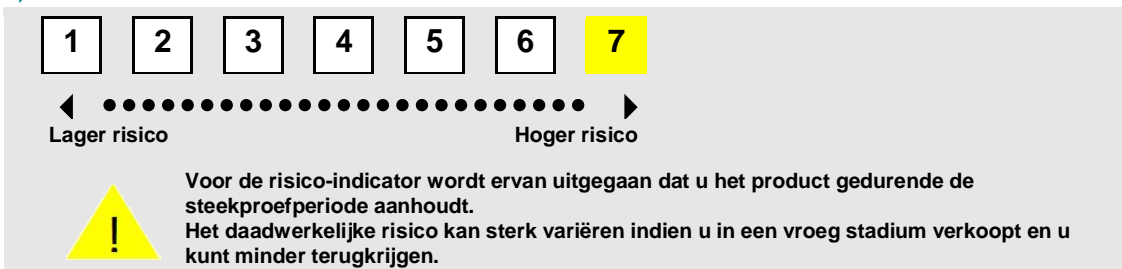 1 2 3 4 5 6 7
Lager risico Hoger risico
!
Voor de risico-indicator wordt ervan uitgegaan dat u het product gedurende de
steekproefperiode aanhoudt.
Het daadwerkelijke risico kan sterk variëren indien u in een vroeg stadium verkoopt en u
kunt minder terugkrijgen.